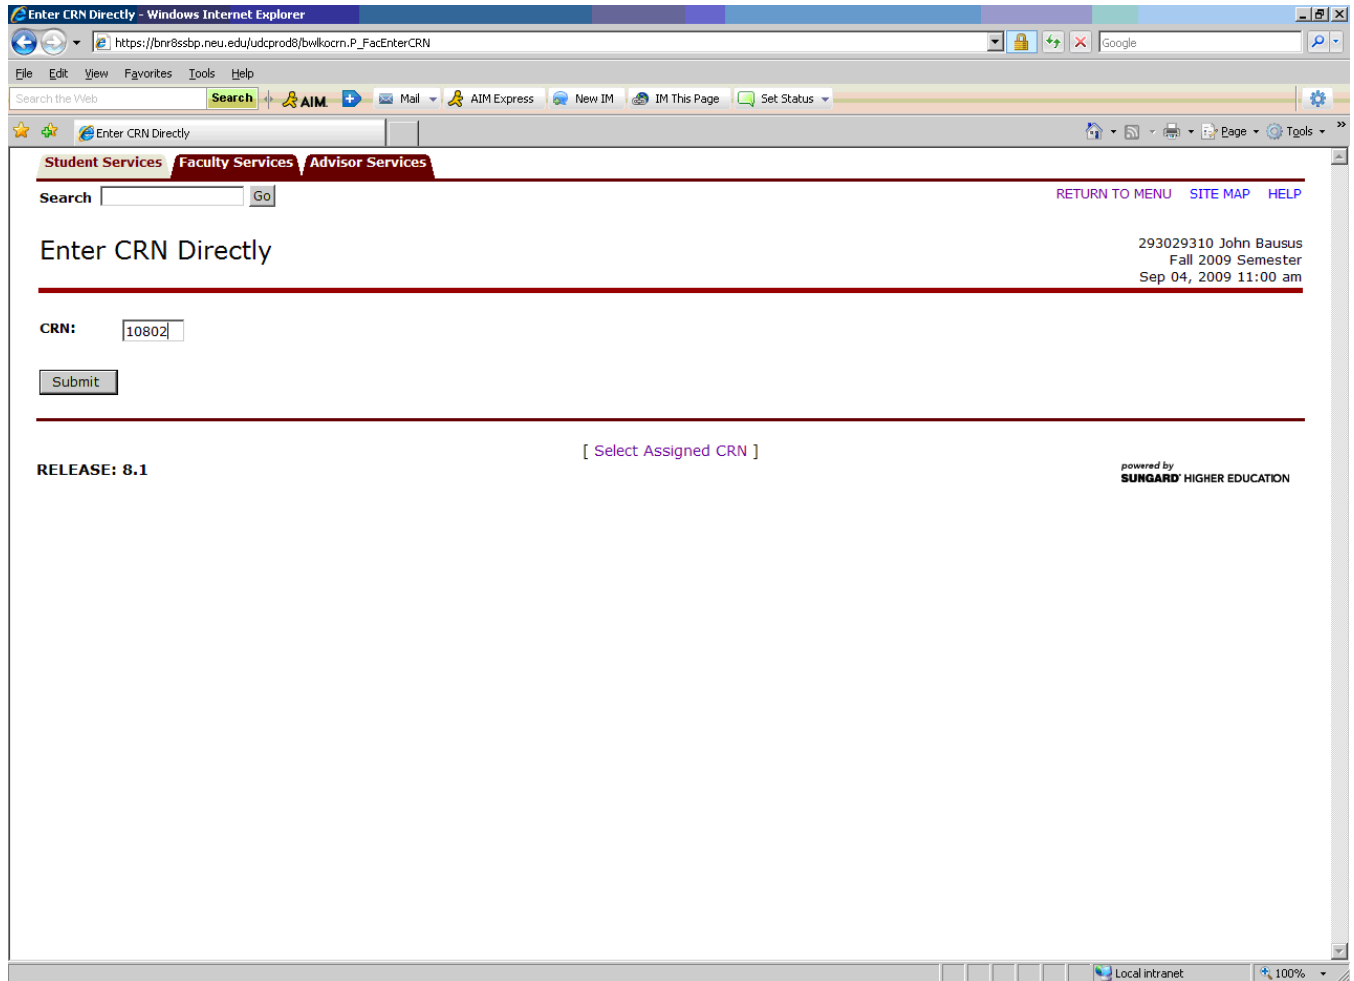 Enter CRN Directly - Windows Internet Explorer
https://bnr8ssbp.neu.edu/udcprod8/bwlkocrn.P_FacEnterCRN
Google
File Edit View Favorites Tools Help
Search the Web Search AIM. Mail AIM Express New IM IM This Page Set Status
Enter CRN Directly
Page Tools
Student Services Faculty Services Advisor Services
Search Go
RETURN TO MENU SITE MAP HELP
Enter CRN Directly
293029310 John Bausus
Fall 2009 Semester
Sep 04, 2009 11:00 am
CRN: 10802
Submit
[ Select Assigned CRN ]
RELEASE: 8.1
powered by
SUNGARD' HIGHER EDUCATION
Local intranet 100%